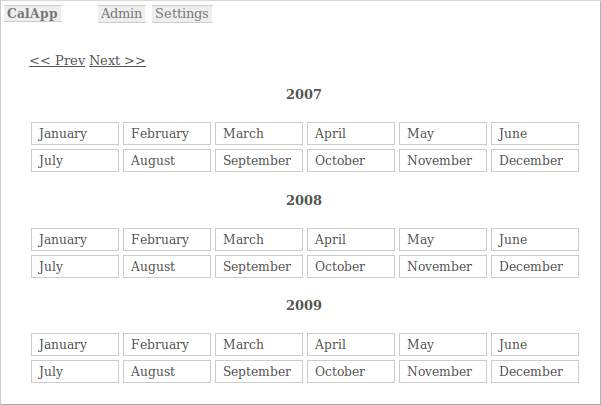 CalApp Admin Settings
<< Prev Next >>
2007
January February March April May June
July August September October November December
2008
January February March April May June
July August September October November December
2009
January February March April May June
July August September October November December